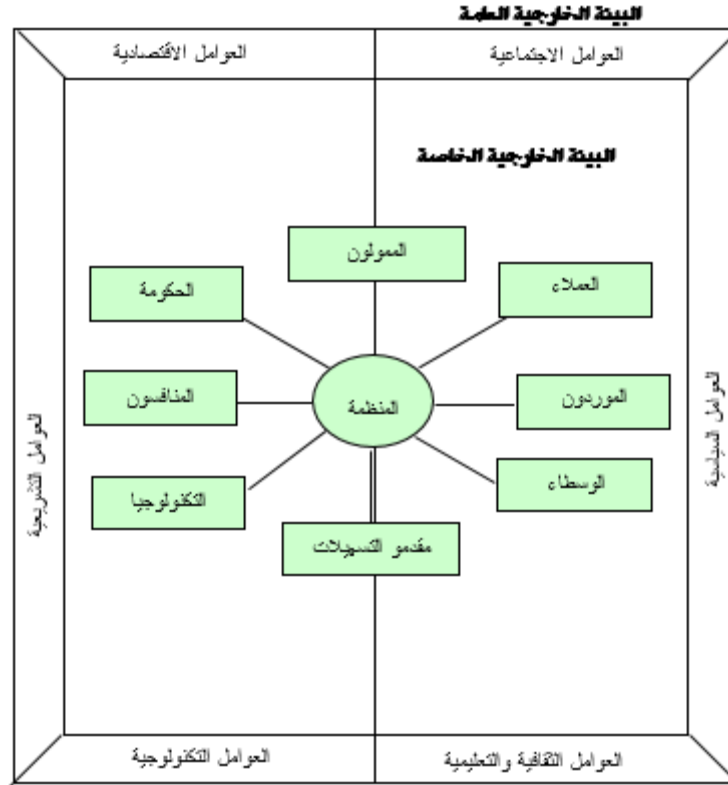 البيئة الخارجية العامة
العوامل الاجتماعية
العوامل الاقتصادية
البيئة الخارجية الخاصة
الممولون
العملاء
الحكومة
المنظمة
الموردون
المنافسون
الوسطاء
التكنولوجيا
مقدمو التسهيلات
العوامل السياسية
العوامل التشريعية
العوامل الثقافية والتعليمية
العوامل التكنولوجية